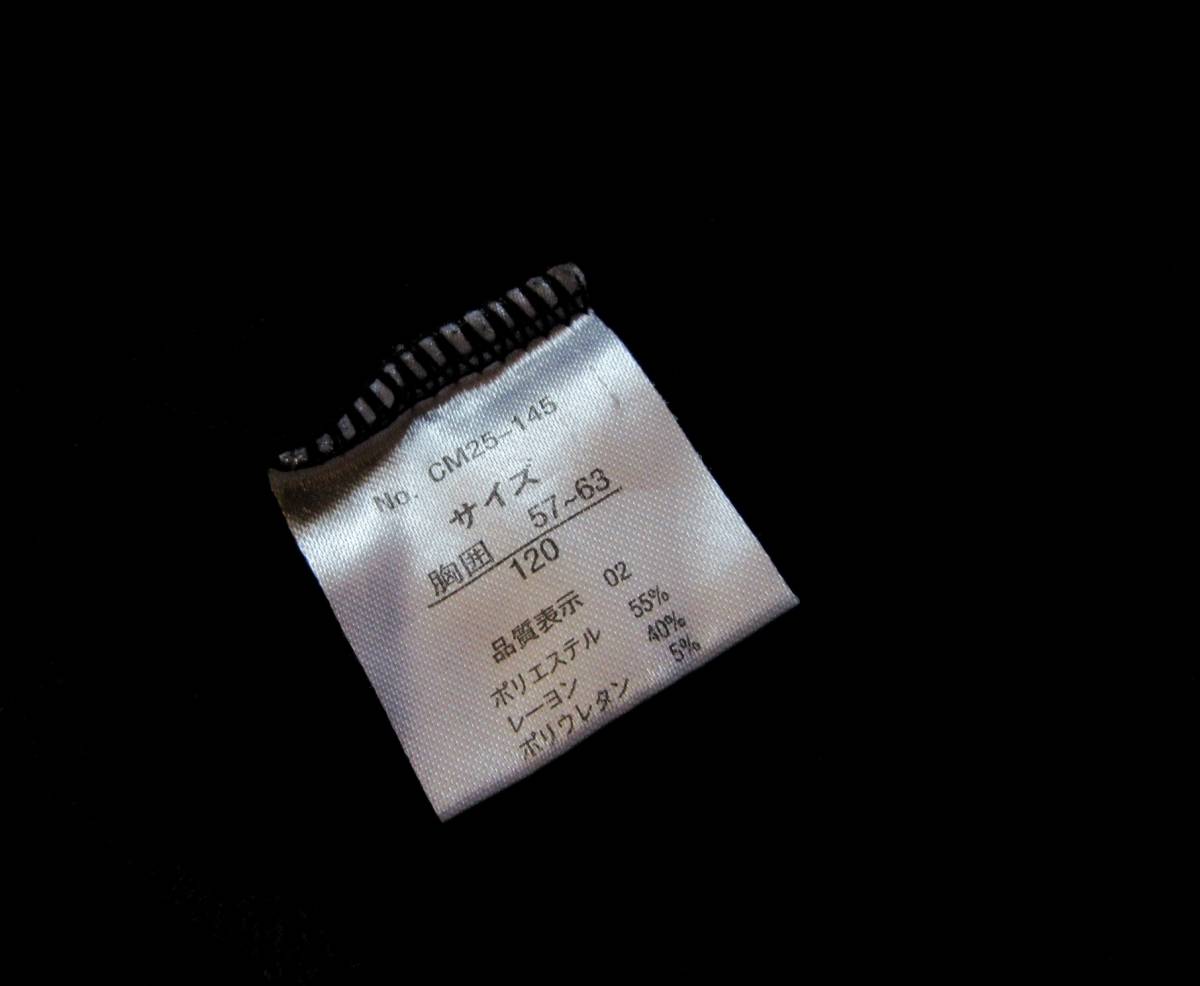 No. CM25-145
サイズ
胸囲 57~63
120
品質表示 02
ポリエステル 55%
レーヨン 40%
ポリウレタン 5%